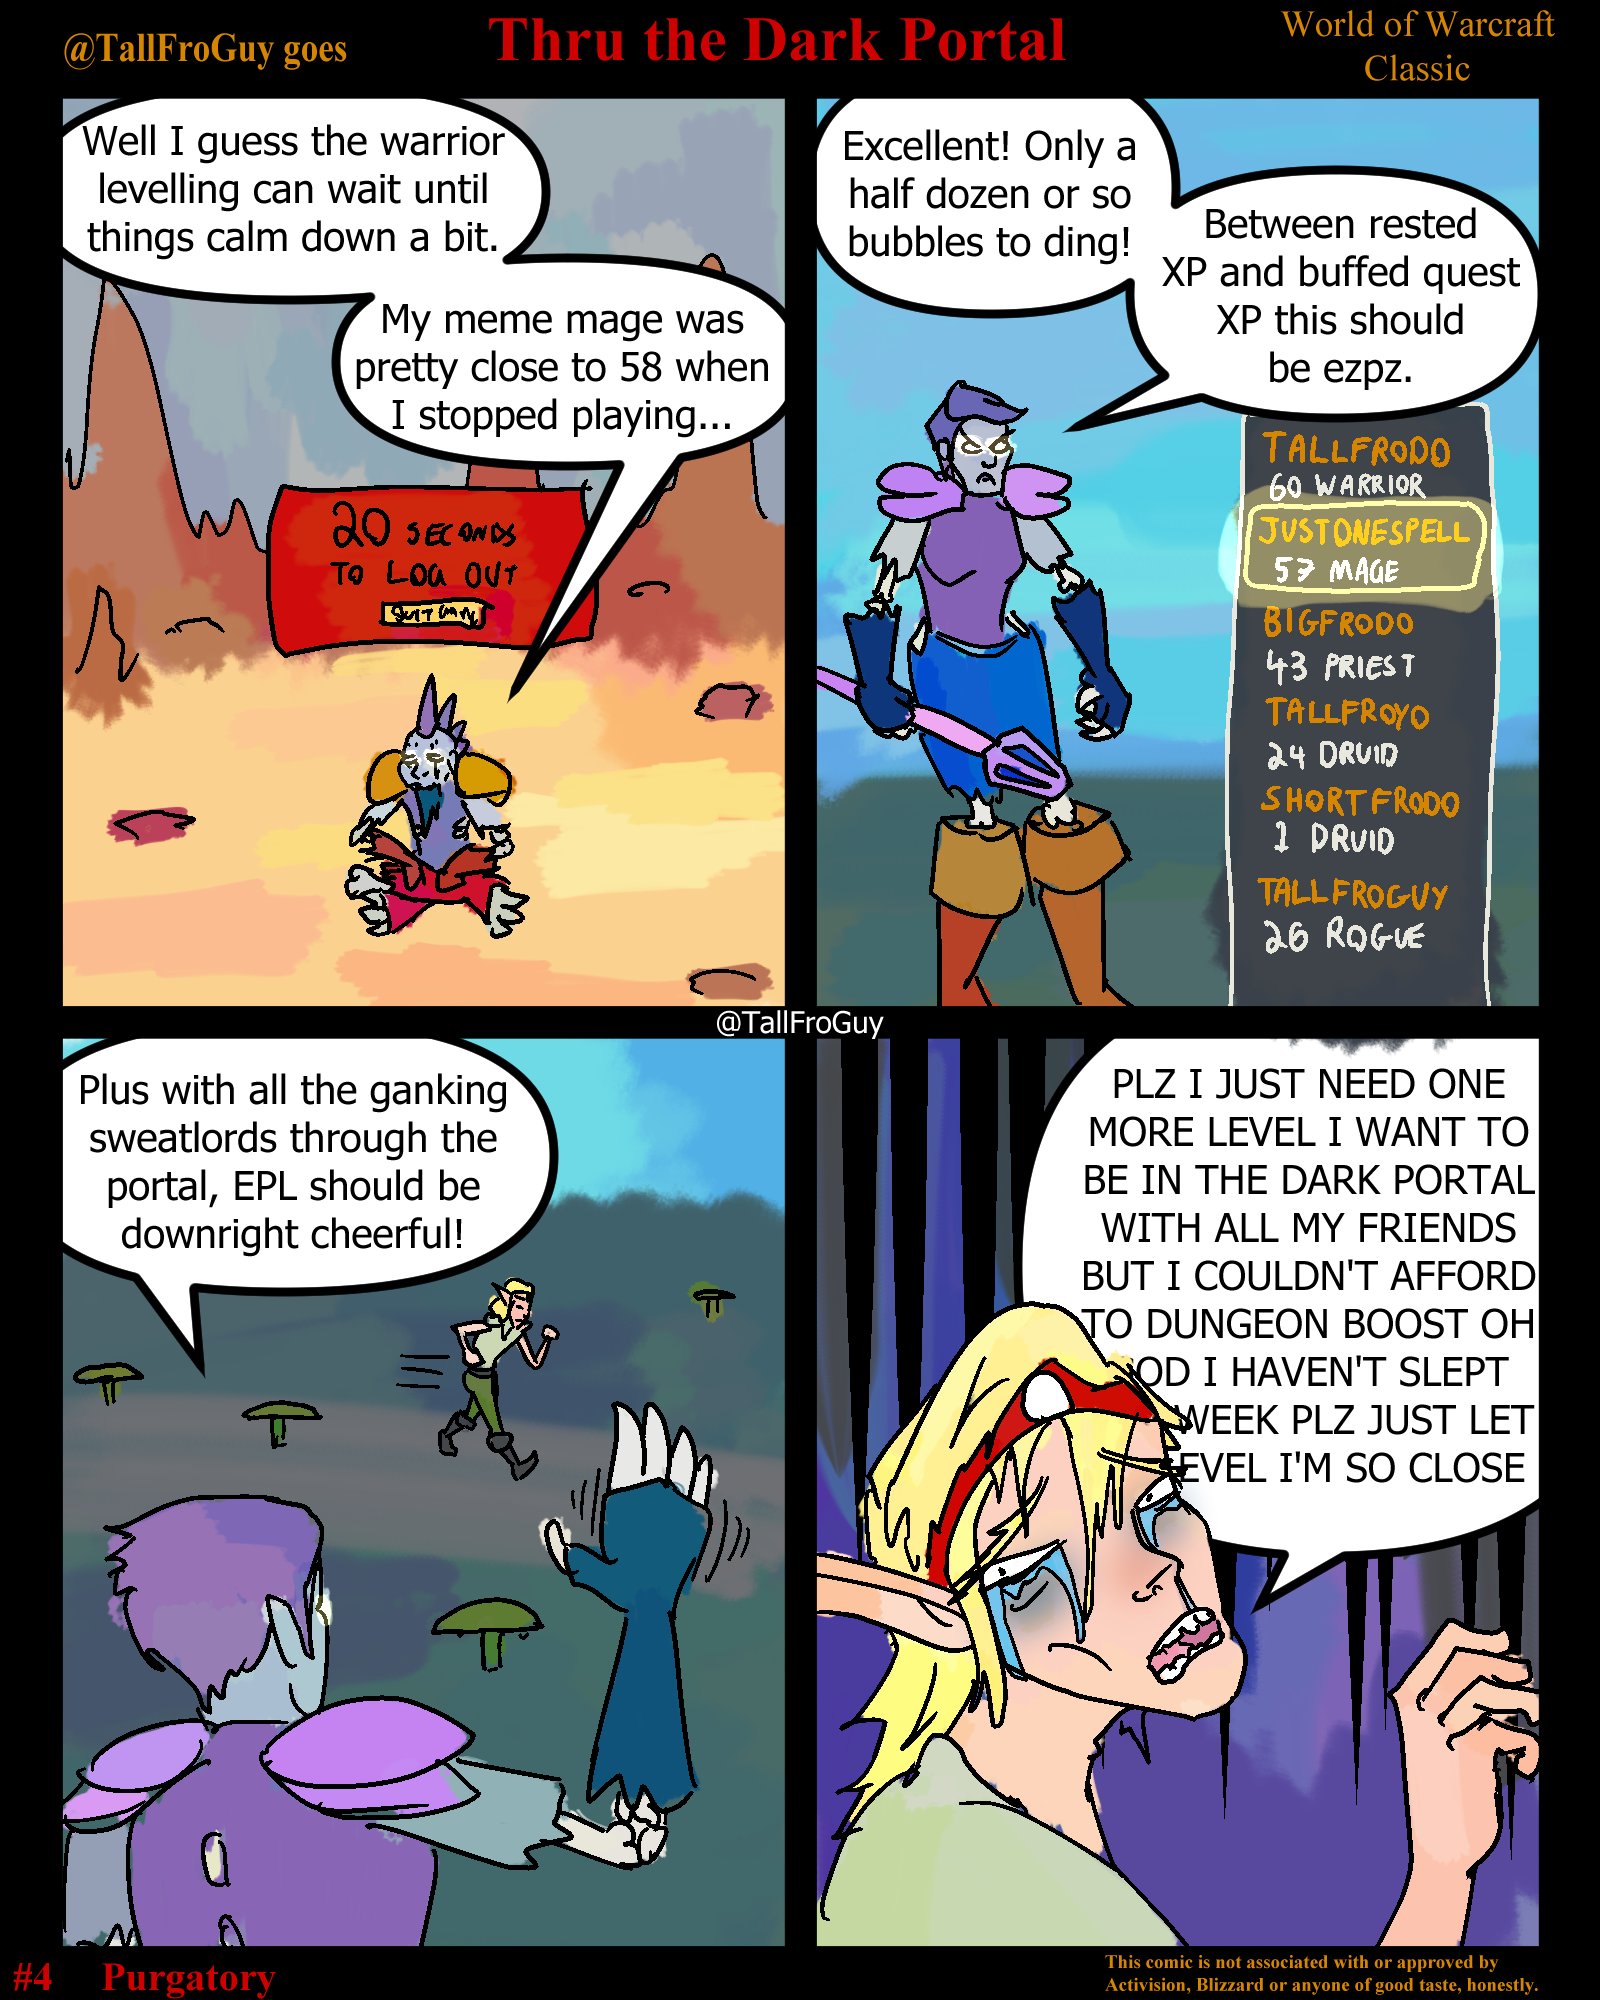 @TallFroGuy goes
Thru the Dark Portal
World of Warcraft
Classic
Well I guess the warrior
levelling can wait until
things calm down a bit.
My meme mage was
pretty close to 58 when
I stopped playing...
20 SECONDS
TO LOG OUT
Excellent! Only a
half dozen or so
bubbles to ding!
Between rested
XP and buffed quest
XP this should
be ezpz.
TALLFRODO
60 WARRIOR
JUSTONESPELL
57 MAGE
BIGFRODO
43 PRIEST
TALLFROYO
24 DRUID
SHORTFRODO
1 DRUID
TALLFROGUY
26 ROGUE
@TallFroGuy
Plus with all the ganking
sweatlords through the
portal, EPL should be
downright cheerful!
PLZ I JUST NEED ONE
MORE LEVEL I WANT TO
BE IN THE DARK PORTAL
WITH ALL MY FRIENDS
BUT I COULDN'T AFFORD
TO DUNGEON BOOST OH
OD I HAVEN'T SLEPT
WEEK PLZ JUST LET
EVEL I'M SO CLOSE
#4 Purgatory
This comic is not associated with or approved by
Activision, Blizzard or anyone of good taste, honestly.